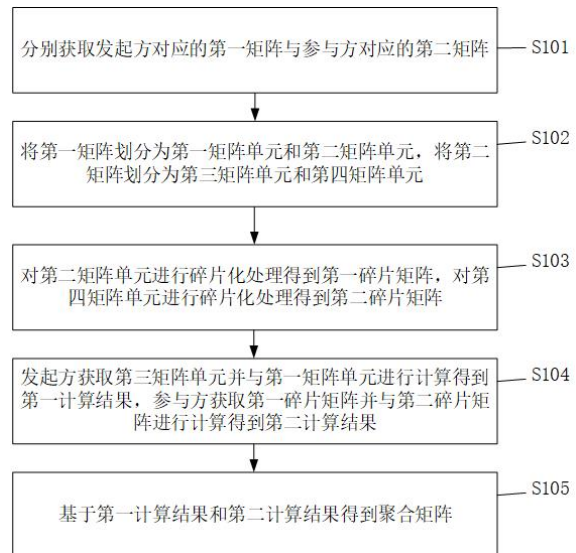 分别获取发起方对应的第一矩阵与参与方对应的第二矩阵
S101
将第一矩阵划分为第一矩阵单元和第二矩阵单元，将第二
矩阵划分为第三矩阵单元和第四矩阵单元
S102
对第二矩阵单元进行碎片化处理得到第一碎片矩阵，对第
四矩阵单元进行碎片化处理得到第二碎片矩阵
S103
发起方获取第三矩阵单元并与第一矩阵单元进行计算得到
第一计算结果，参与方获取第一碎片矩阵并与第二碎片矩
阵进行计算得到第二计算结果
S104
基于第一计算结果和第二计算结果得到聚合矩阵
S105